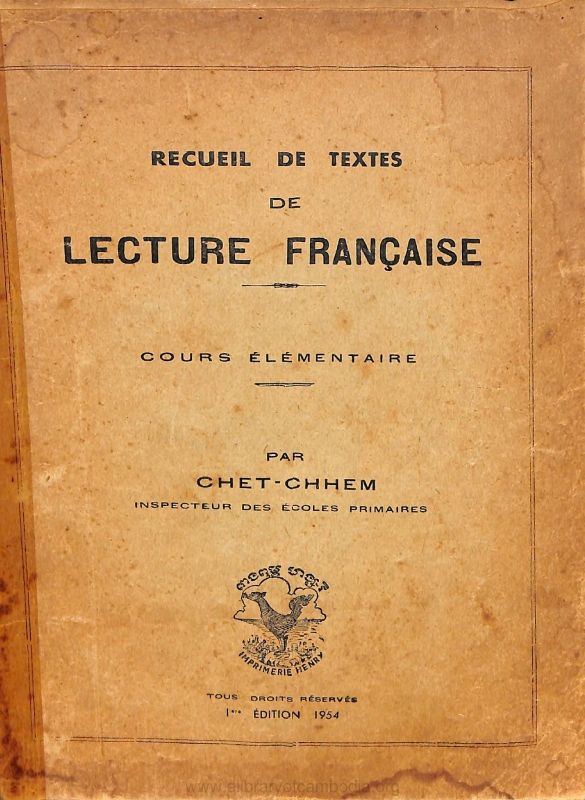 RECUEIL DE TEXTES
DE
LECTURE FRANÇAISE
COURS ÉLÉMENTAIRE
PAR
CHET-CHHEM
INSPECTEUR DES ÉCOLES PRIMAIRES
IMPRIMERIE HENRY
TOUS DROITS RÉSERVÉS
1ère ÉDITION 1954
www.elibraryofcambodia.org